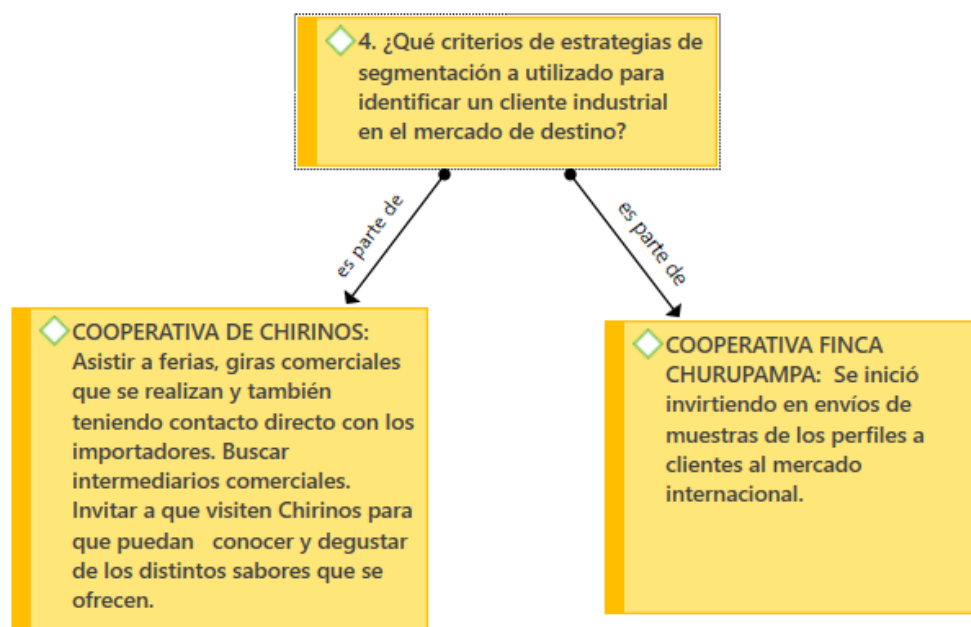 4. ¿Qué criterios de estrategias de
segmentación a utilizado para
identificar un cliente industrial
en el mercado de destino?
es parte de
es parte de
COOPERATIVA DE CHIRINOS:
Asistir a ferias, giras comerciales
que se realizan y también
teniendo contacto directo con los
importadores. Buscar
intermediarios comerciales.
Invitar a que visiten Chirinos para
que puedan   conocer y degustar
de los distintos sabores que se
ofrecen.
COOPERATIVA FINCA
CHURUPAMPA:  Se inició
invirtiendo en envíos de
muestras de los perfiles a
clientes al mercado
internacional.